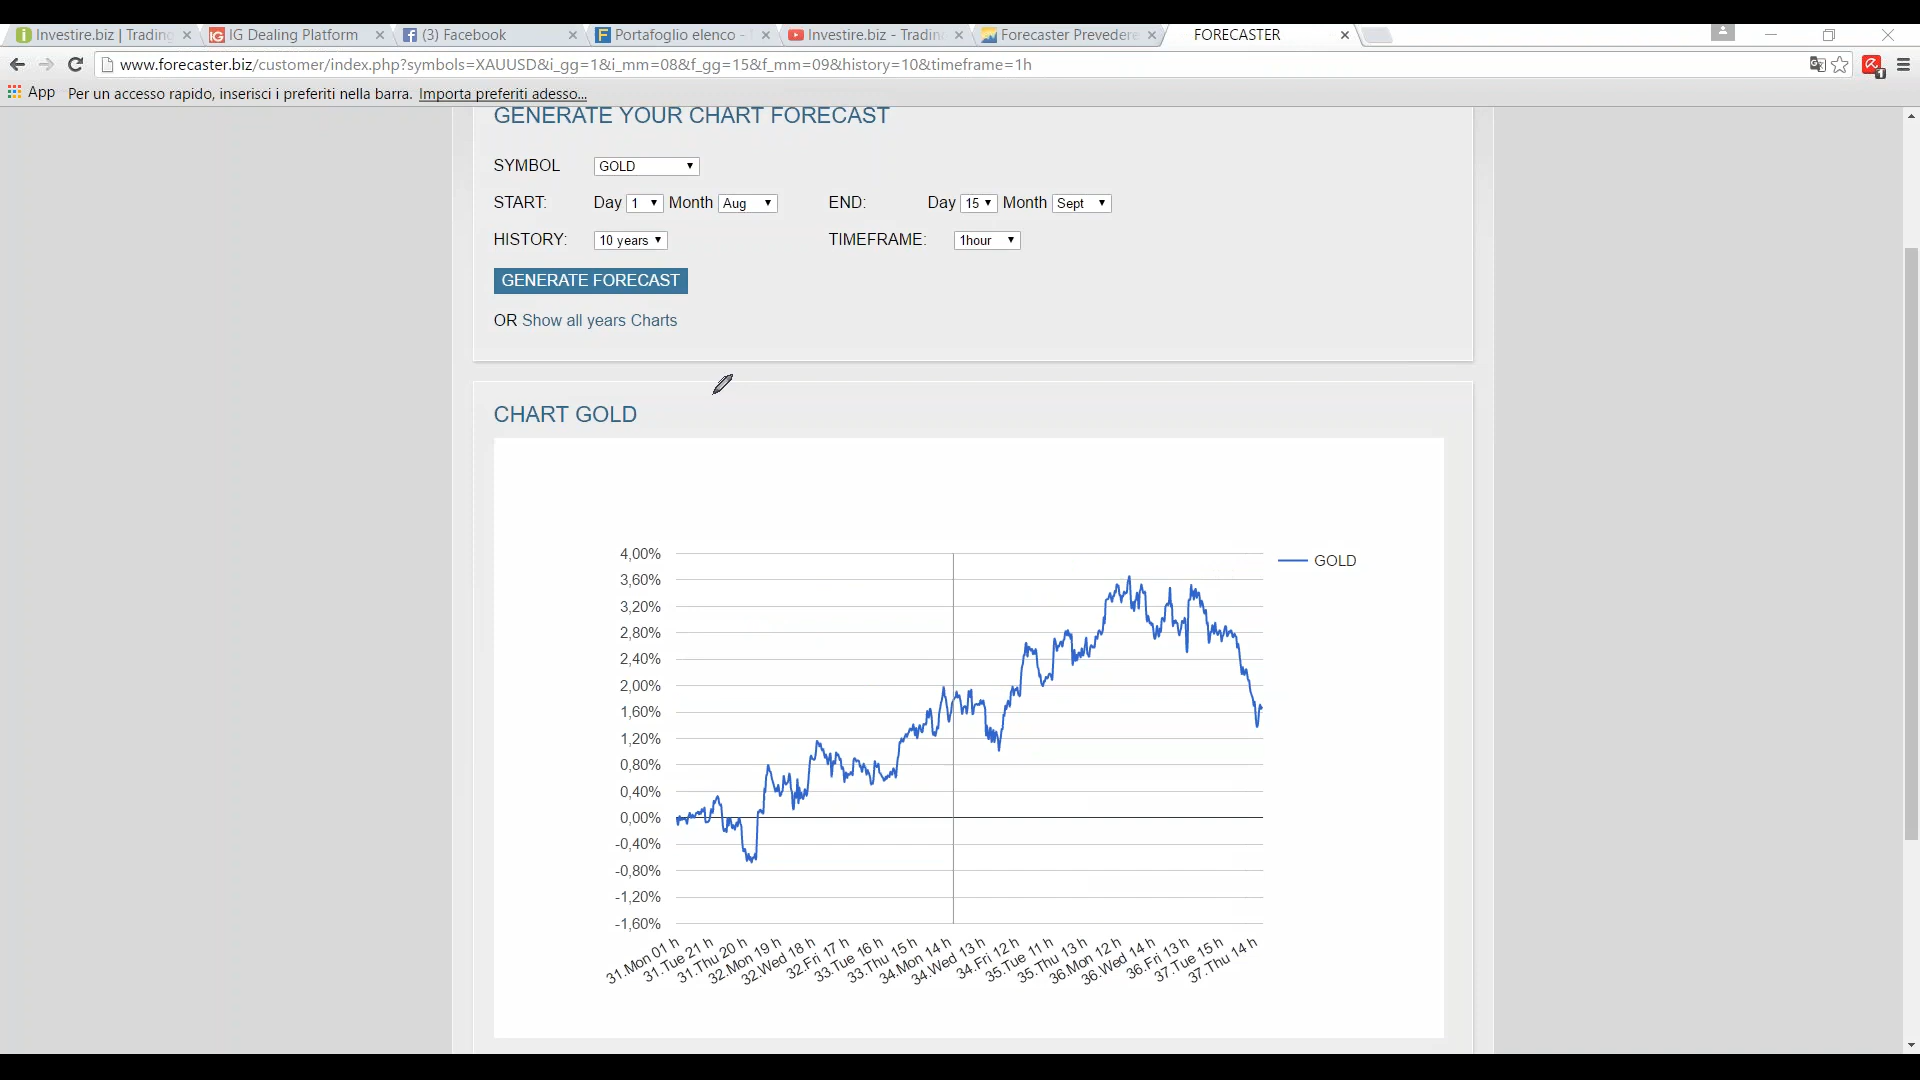 Investire.biz | Trading
IG Dealing Platform
(3) Facebook
Portafoglio elenco -
Investire.biz - Trading
Forecaster Prevedere
FORECASTER
www.forecaster.biz/customer/index.php?symbols=XAUUSD&i_gg=1&i_mm=08&f_gg=15&f_mm=09&history=10&timeframe=1h
App Per un accesso rapido, inserisci i preferiti nella barra. Importa preferiti adesso...
GENERATE YOUR CHART FORECAST
SYMBOL GOLD
START: Day 1 Month Aug END: Day 15 Month Sept
HISTORY: 10 years TIMEFRAME: 1hour
GENERATE FORECAST
OR Show all years Charts
CHART GOLD
GOLD
4,00%
3,60%
3,20%
2,80%
2,40%
2,00%
1,60%
1,20%
0,80%
0,40%
0,00%
-0,40%
-0,80%
-1,20%
-1,60%
31.Mon 01 h
31.Tue 21 h
31.Thu 20 h
32.Mon 19 h
32.Wed 18 h
32.Fri 17 h
33.Tue 16 h
33.Thu 15 h
34.Mon 14 h
34.Wed 13 h
34.Fri 12 h
35.Tue 11 h
35.Thu 13 h
36.Mon 12 h
36.Wed 14 h
36.Fri 13 h
37.Tue 15 h
37.Thu 14 h